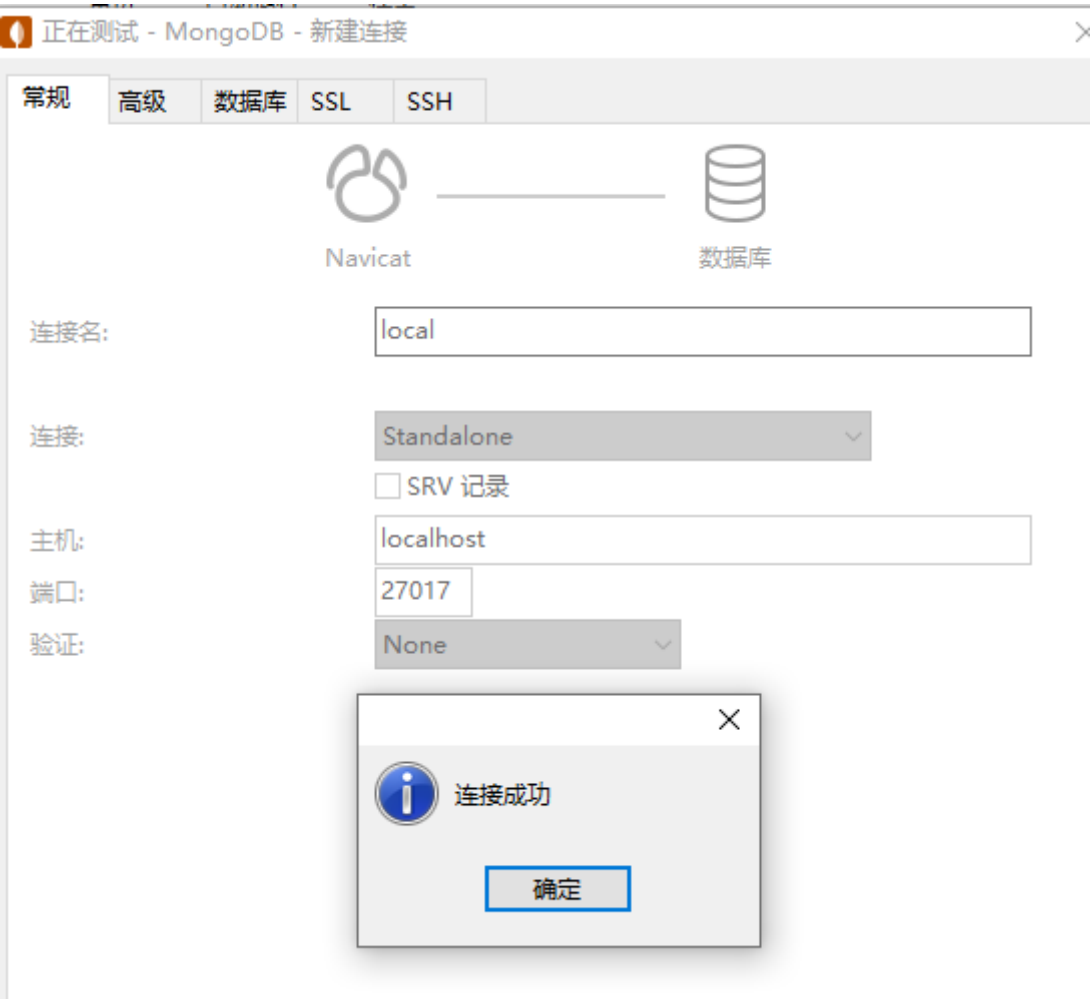 正在测试 - MongoDB - 新建连接
常规 高级 数据库 SSL SSH
Navicat 数据库
连接名: local
连接: Standalone
SRV 记录
主机: localhost
端口: 27017
验证: None
连接成功
确定